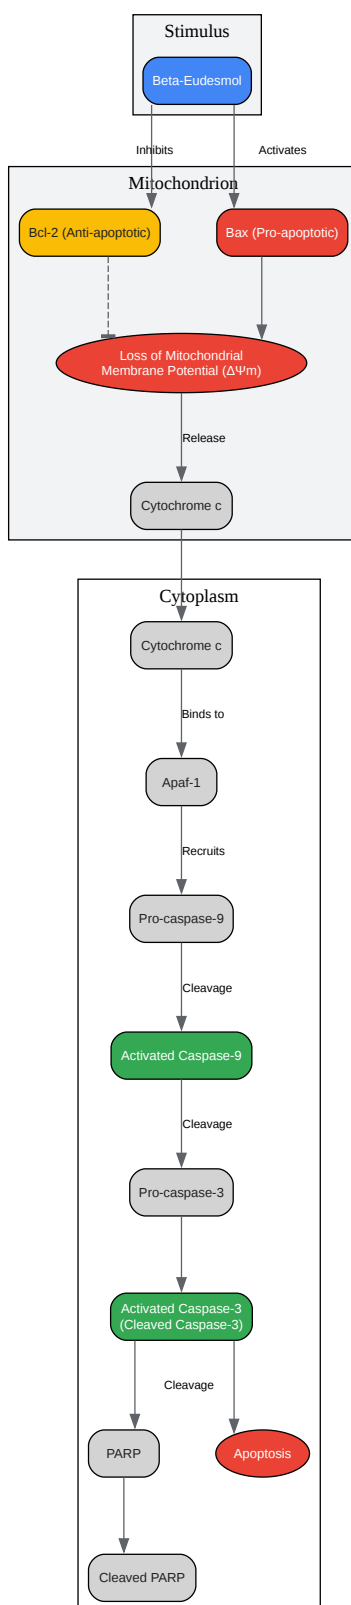 Stimulus
Beta-Eudesmol
Inhibits
Activates
Mitochondrion
Bcl-2 (Anti-apoptotic)
Bax (Pro-apoptotic)
Loss of Mitochondrial
Membrane Potential (ΔΨm)
Release
Cytochrome c
Cytoplasm
Cytochrome c
Binds to
Apaf-1
Recruits
Pro-caspase-9
Cleavage
Activated Caspase-9
Cleavage
Pro-caspase-3
Activated Caspase-3
(Cleaved Caspase-3)
Cleavage
PARP
Apoptosis
Cleaved PARP